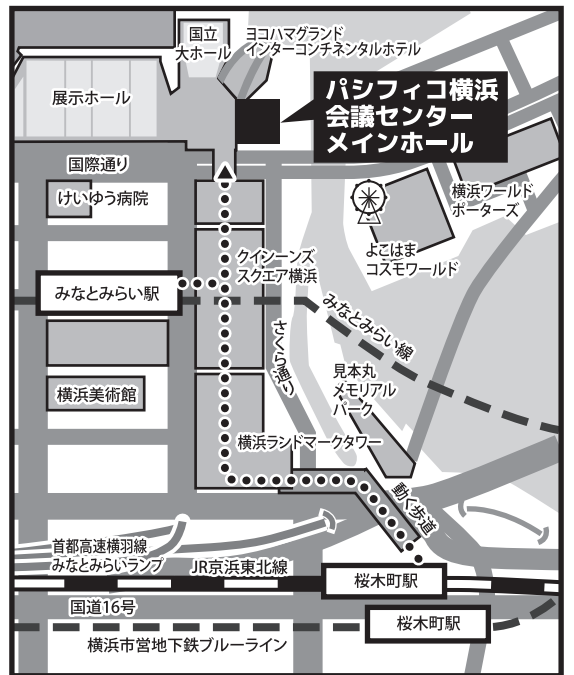 国立
大ホール
ヨコハマグランド
インターコンチネンタルホテル
展示ホール
パシフィコ横浜
会議センター
メインホール
国際通り
けいゆう病院
横浜ワールド
ポーターズ
よこはま
コスモワールド
クイーンズ
スクエア横浜
みなとみらい駅
みなとみらい線
さくら通り
見本丸
メモリアル
パーク
横浜美術館
横浜ランドマークタワー
動く歩道
首都高速横羽線
みなとみらいランプ
JR京浜東北線
桜木町駅
国道16号
桜木町駅
横浜市営地下鉄ブルーライン